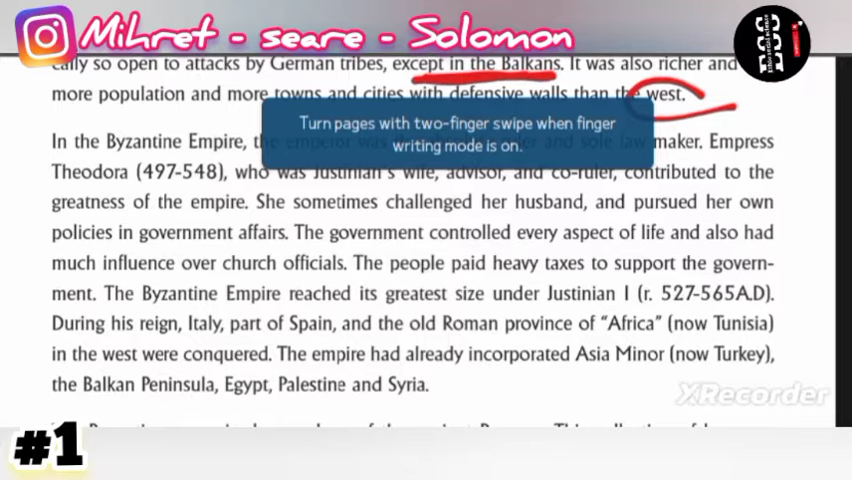 Mihret - seare - Solomon
cally so open to attacks by German tribes, except in the Balkans. It was also richer and
more population and more towns and cities with defensive walls than the west.
Turn pages with two-finger swipe when finger
writing mode is on.
In the Byzantine Empire, the emperor was and sole law maker. Empress
Theodora (497-548), who was Justinian's wife, advisor, and co-ruler, contributed to the
greatness of the empire. She sometimes challenged her husband, and pursued her own
policies in government affairs. The government controlled every aspect of life and also had
much influence over church officials. The people paid heavy taxes to support the govern-
ment. The Byzantine Empire reached its greatest size under Justinian I (r. 527-565A.D).
During his reign, Italy, part of Spain, and the old Roman province of "Africa" (now Tunisia)
in the west were conquered. The empire had already incorporated Asia Minor (now Turkey),
the Balkan Peninsula, Egypt, Palestine and Syria.
XRecorder
#1